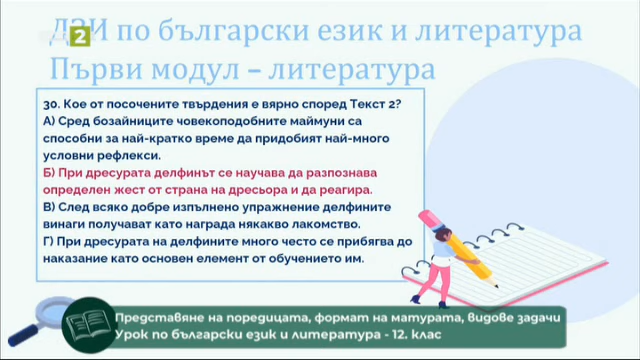 ДЗИ по български език и литература
2
Първи модул – литература
30. Кое от посочените твърдения е вярно според Текст 2?
А) Сред бозайниците човекоподобните маймуни са
способни за най-кратко време да придобият най-много
условни рефлекси.
Б) При дресурата делфинът се научава да разпознава
определен жест от страна на дресьора и да реагира.
В) След всяко добре изпълнено упражнение делфините
винаги получават като награда някакво лакомство.
Г) При дресурата на делфините много често се прибягва до
наказание като основен елемент от обучението им.
Представяне на поредицата, формат на матурата, видове задачи
Урок по български език и литература - 12. клас